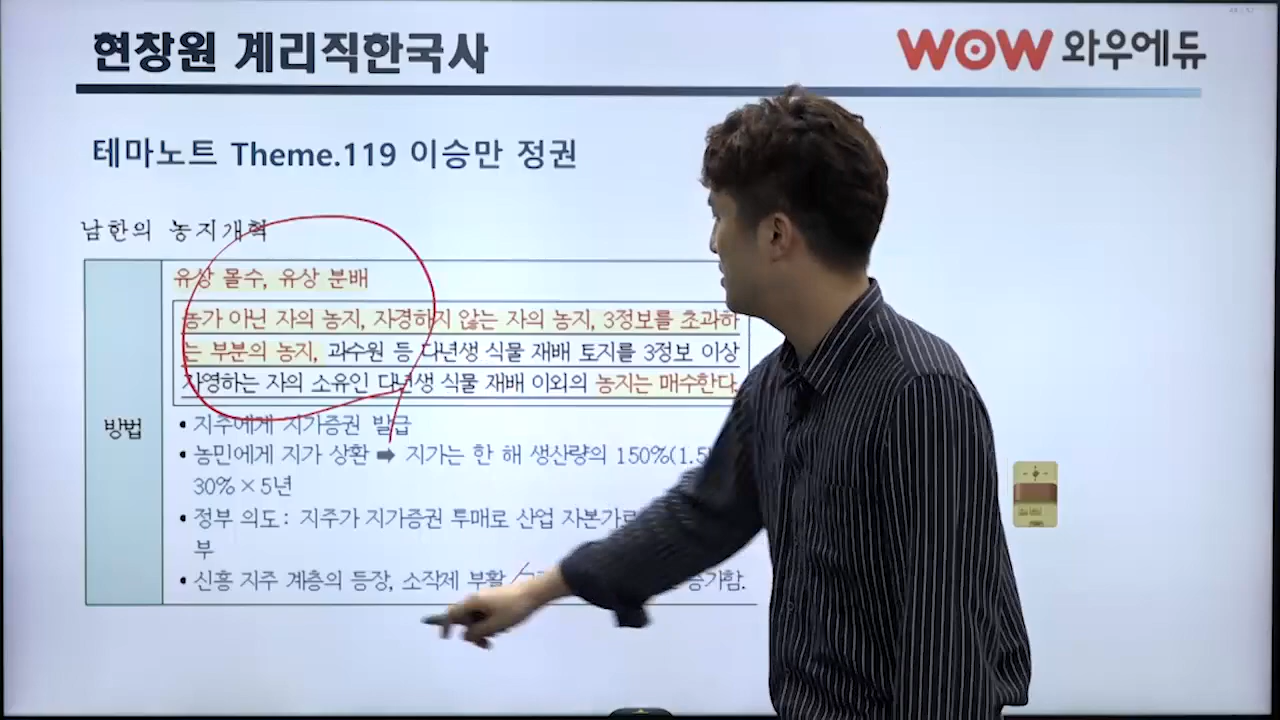 현창원 계리직한국사
WOW 와우에듀
테마노트 Theme.119 이승만 정권
남한의 농지개혁
방법
유상 몰수, 유상 분배
농가 아닌 자의 농지, 자경하지 않는 자의 농지, 3정보를 초과하
는 부분의 농지, 과수원 등 다년생 식물 재배 토지를 3정보 이상
자영하는 자의 소유인 다년생 식물 재배 이외의 농지는 매수한다.
• 지주에게 지가증권 발급
• 농민에게 지가 상환 ➡ 지가는 한 해 생산량의 150%(1.5
30%×5년
• 정부 의도: 지주가 지가증권 투매로 산업 자본가로
부
• 신흥 지주 계층의 등장, 소작제 부활 증가함.